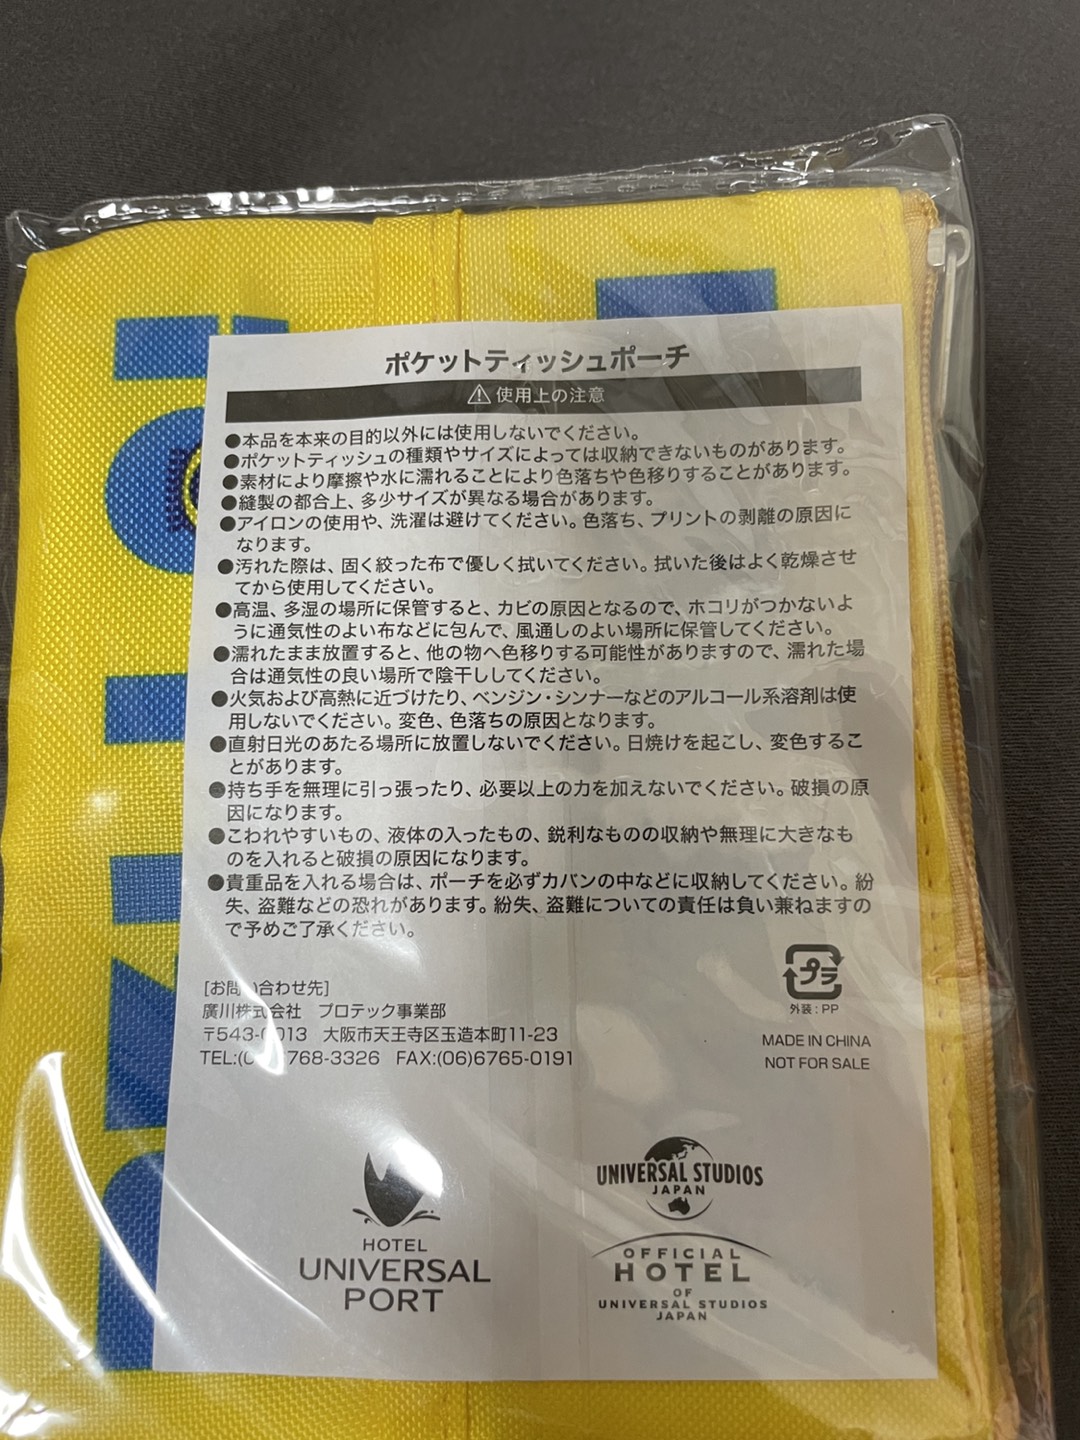 ポケットティッシュポーチ
⚠使用上の注意
●本品を本来の目的以外には使用しないでください。
●ポケットティッシュの種類やサイズによっては収納できないものがあります。
●素材により摩擦や水に濡れることにより色落ちや色移りすることがあります。
●縫製の都合上、多少サイズが異なる場合があります。
●アイロンの使用や、洗濯は避けてください。色落ち、プリントの剥離の原因に
なります。
●汚れた際は、固く絞った布で優しく拭いてください。拭いた後はよく乾燥させ
てから使用してください。
●高温、多湿の場所に保管すると、カビの原因となるので、ホコリがつかないよ
うに通気性のよい布などに包んで、風通しのよい場所に保管してください。
●濡れたまま放置すると、他の物へ色移りする可能性がありますので、濡れた場
合は通気性の良い場所で陰干ししてください。
●火気および高熱に近づけたり、ベンジン・シンナーなどのアルコール系溶剤は使
用しないでください。変色、色落ちの原因となります。
●直射日光のあたる場所に放置しないでください。日焼けを起こし、変色するこ
とがあります。
●持ち手を無理に引っ張ったり、必要以上の力を加えないでください。破損の原
因になります。
●こわれやすいもの、液体の入ったもの、鋭利なものの収納や無理に大きなも
のを入れると破損の原因になります。
●貴重品を入れる場合は、ポーチを必ずカバンの中などに収納してください。紛
失、盗難などの恐れがあります。紛失、盗難についての責任は負い兼ねますの
で予めご了承ください。
[お問い合わせ先]
廣川株式会社 プロテック事業部
〒543-0013 大阪市天王寺区玉造本町11-23
768-3326 FAX:(06)6765-0191
プラ
外装:PP
MADE IN CHINA
NOT FOR SALE
HOTEL
UNIVERSAL
PORT
UNIVERSAL STUDIOS
JAPAN
OFFICIAL
HOTEL
OF
UNIVERSAL STUDIOS
JAPAN